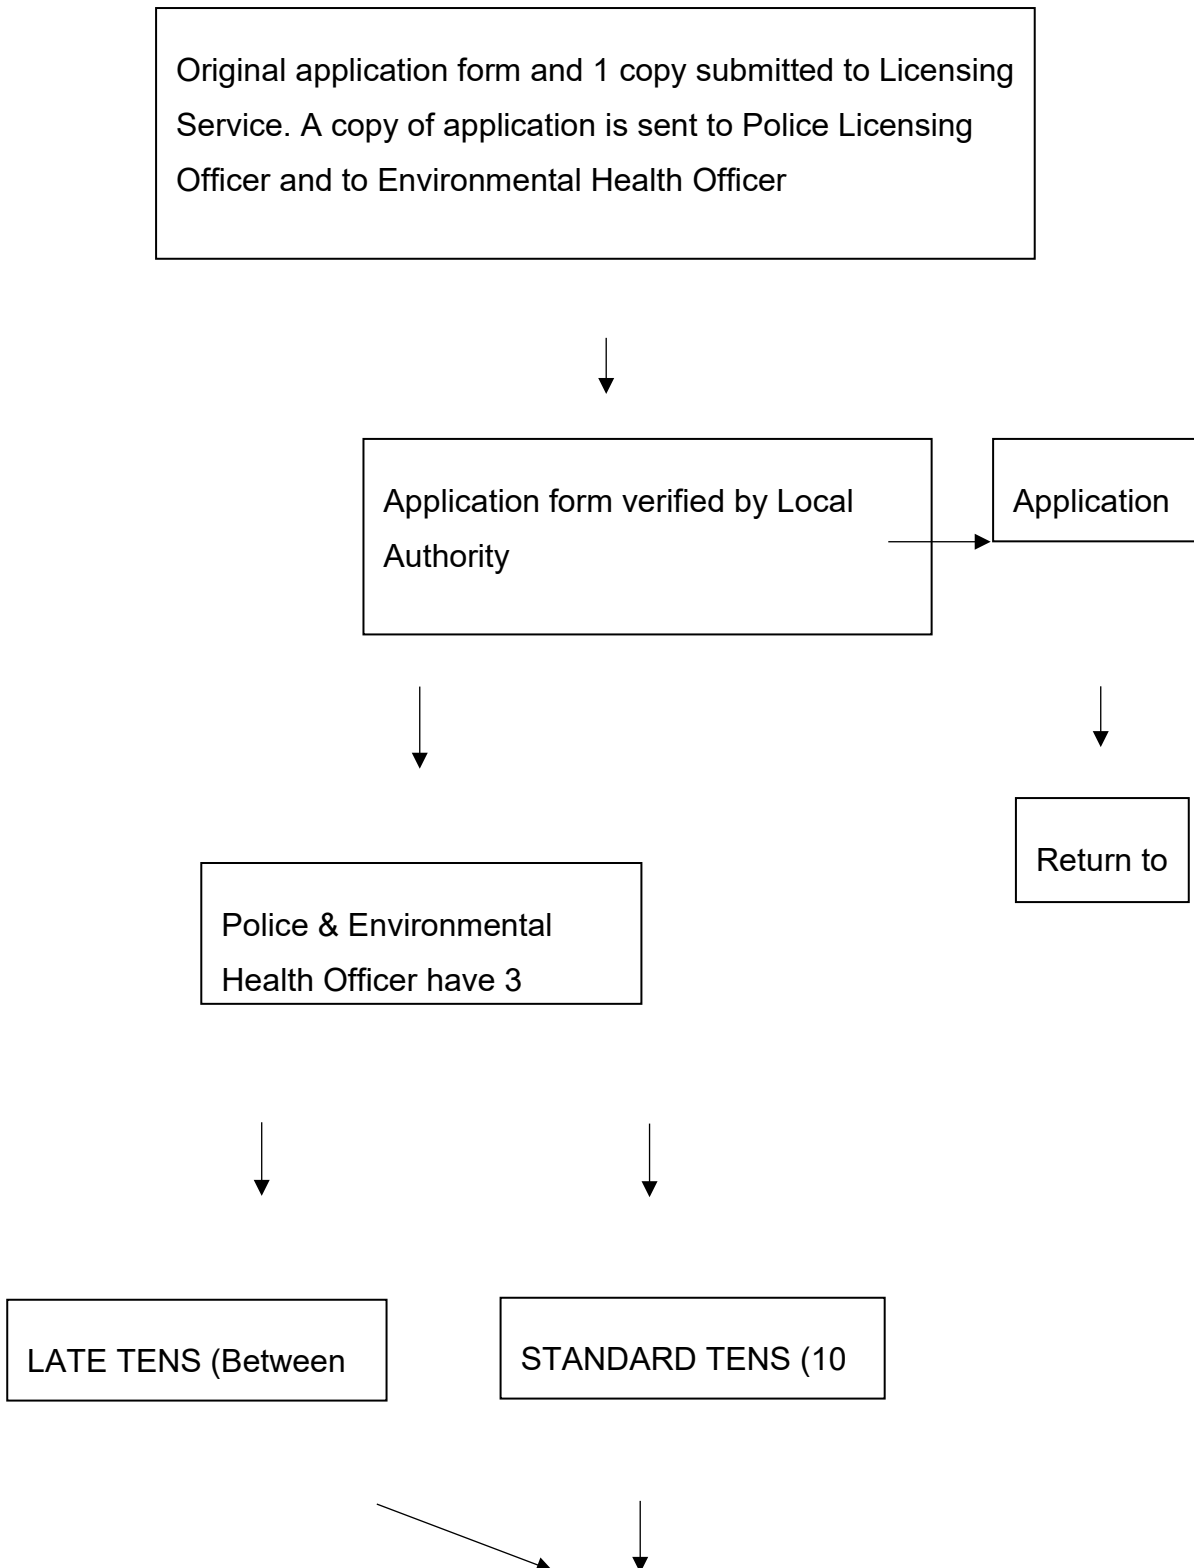 Original application form and 1 copy submitted to Licensing
Service. A copy of application is sent to Police Licensing
Officer and to Environmental Health Officer
Application form verified by Local
Authority
Application
Return to
Police & Environmental
Health Officer have 3
LATE TENS (Between
STANDARD TENS (10